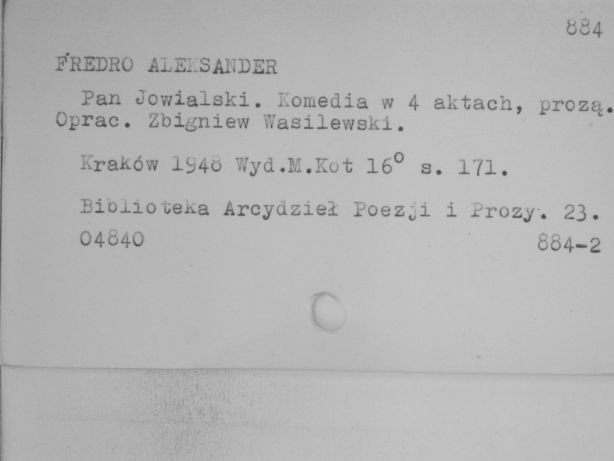 884
FREDRO ALEKSANDER
Pan Jowialski. Komedia w 4 aktach, prozą.
Oprac. Zbigniew Wasilewski.
Kraków 1948 Wyd.M.Kot 16° s. 171.
Biblioteka Arcydzieł Poezji i Prozy. 23.
04840 884-2